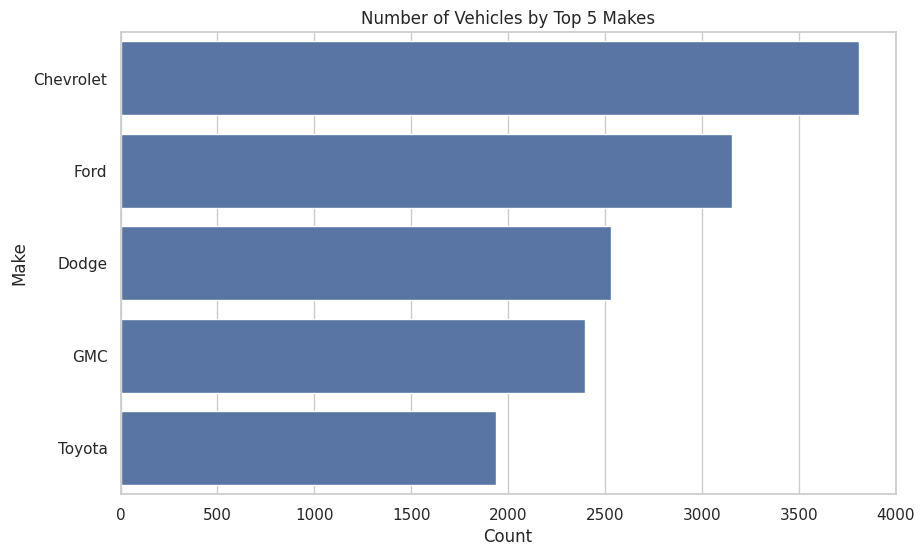 Number of Vehicles by Top 5 Makes
Chevrolet
Ford
Dodge
GMC
Toyota
Make
0 500 1000 1500 2000 2500 3000 3500 4000
Count